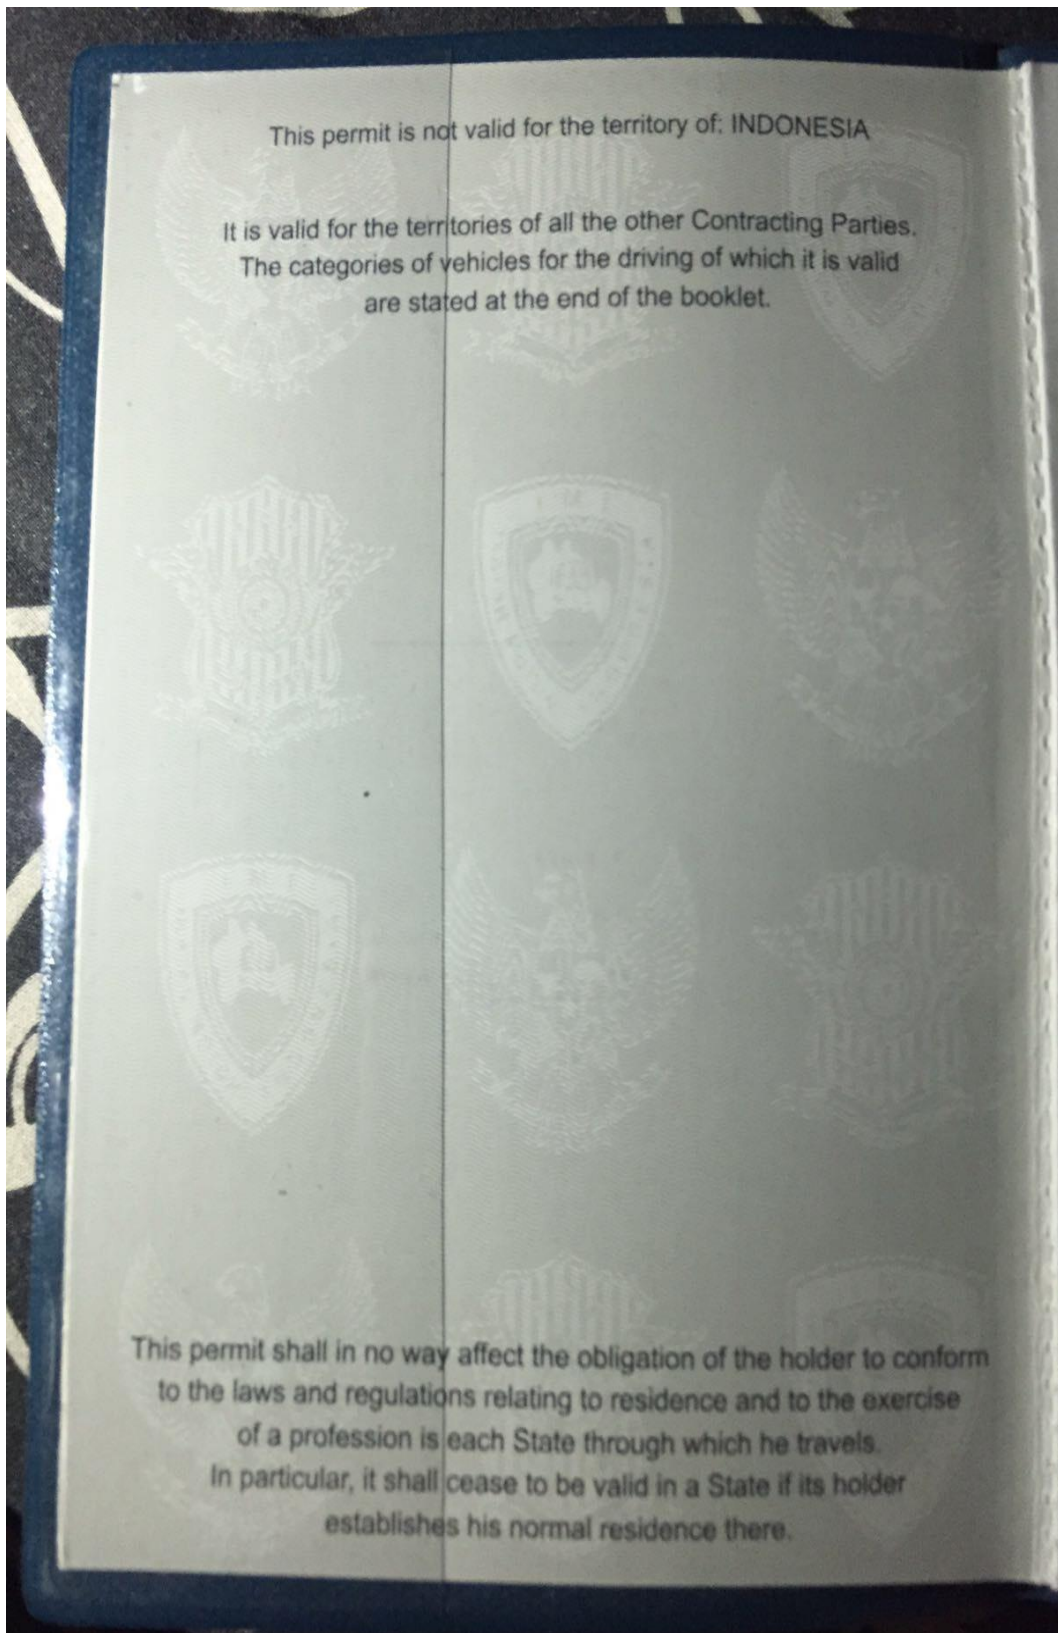 This permit is not valid for the territory of: INDONESIA
It is valid for the territories of all the other Contracting Parties.
The categories of vehicles for the driving of which it is valid
are stated at the end of the booklet.
This permit shall in no way affect the obligation of the holder to conform
to the laws and regulations relating to residence and to the exercise
of a profession is each State through which he travels.
In particular, it shall cease to be valid in a State if its holder
establishes his normal residence there.